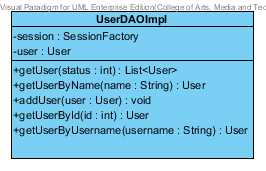 Visual Paradigm for UML Enterprise Edition(College of Arts, Media and Tec
UserDAOImpl
-session : SessionFactory
-user : User
+getUser(status : int) : List<User>
+getUserByName(name : String) : User
+addUser(user : User) : void
+getUserById(id : int) : User
+getUserByUsername(username : String) : User